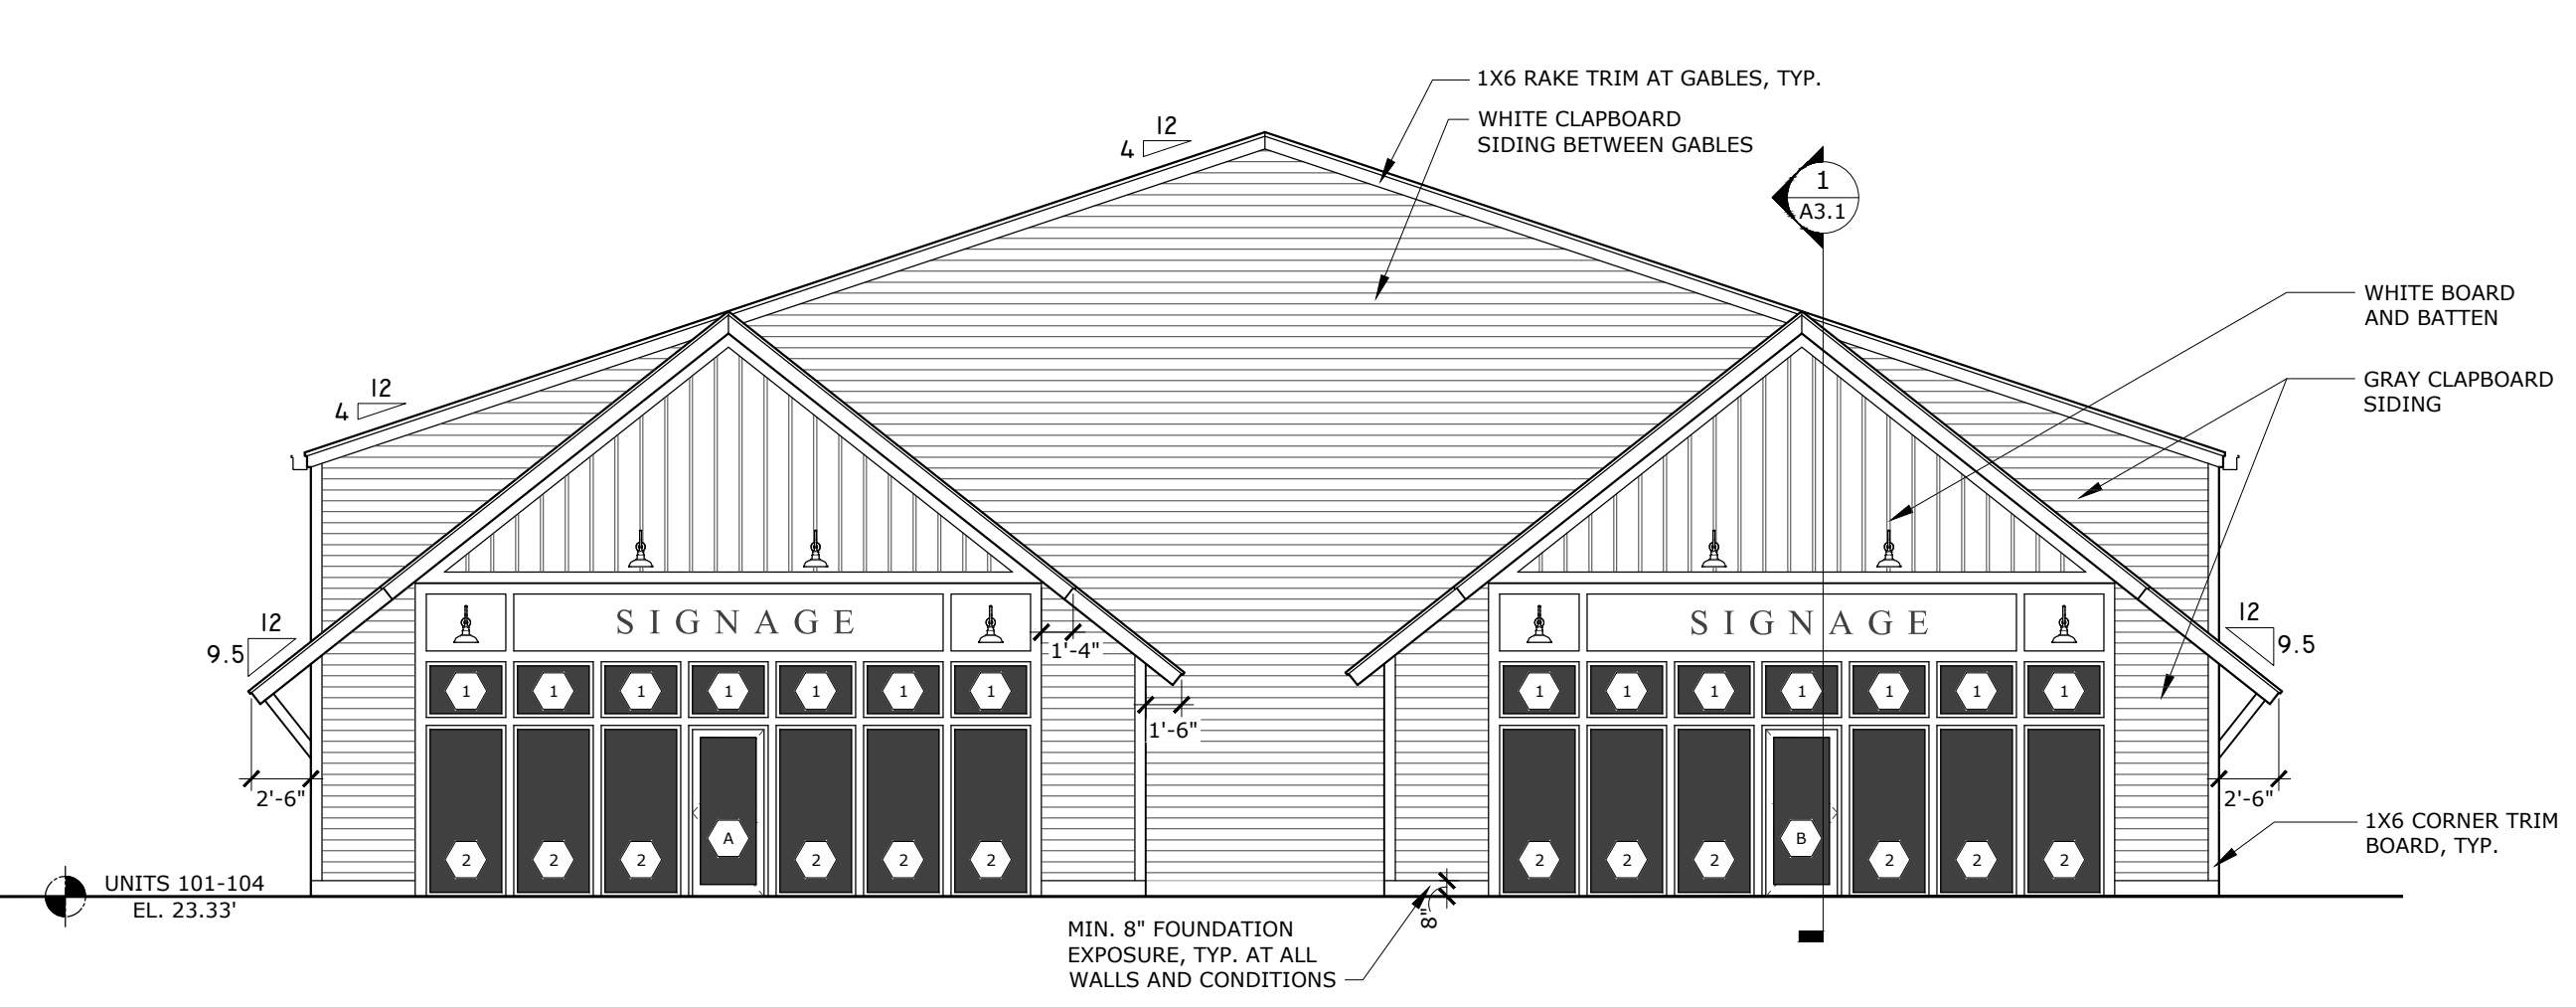 1X6 RAKE TRIM AT GABLES, TYP.
WHITE CLAPBOARD
SIDING BETWEEN GABLES
12
4
1
A3.1
WHITE BOARD
AND BATTEN
GRAY CLAPBOARD
SIDING
12
4
12
9.5
SIGNAGE
1'-4"
SIGNAGE
12
9.5
1 1 1 1 1 1 1
1 1 1 1 1 1 1
1'-6"
2'-6"
2'-6"
A
B
2 2 2 2 2 2
2 2 2 2 2 2
1X6 CORNER TRIM
BOARD, TYP.
UNITS 101-104
EL. 23.33'
8"
MIN. 8" FOUNDATION
EXPOSURE, TYP. AT ALL
WALLS AND CONDITIONS